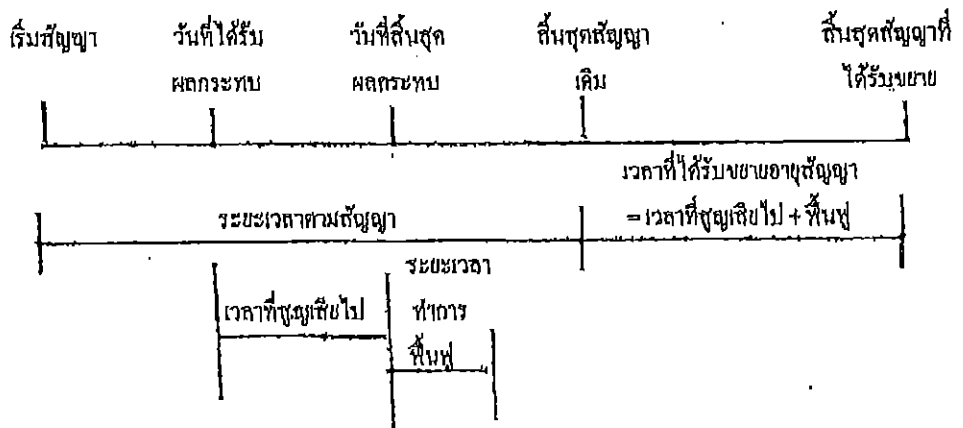 เริ่มสัญญา วันที่ได้รับ วันที่สิ้นสุด สิ้นสุดสัญญา สิ้นสุดสัญญาที่
ผลกระทบ ผลกระทบ เดิม ได้รับขยาย
เวลาที่ได้รับขยายอายุสัญญา
ระยะเวลาตามสัญญา = เวลาที่สูญเสียไป + ฟื้นฟู
ระยะเวลา
เวลาที่สูญเสียไป ทำการ
ฟื้นฟู